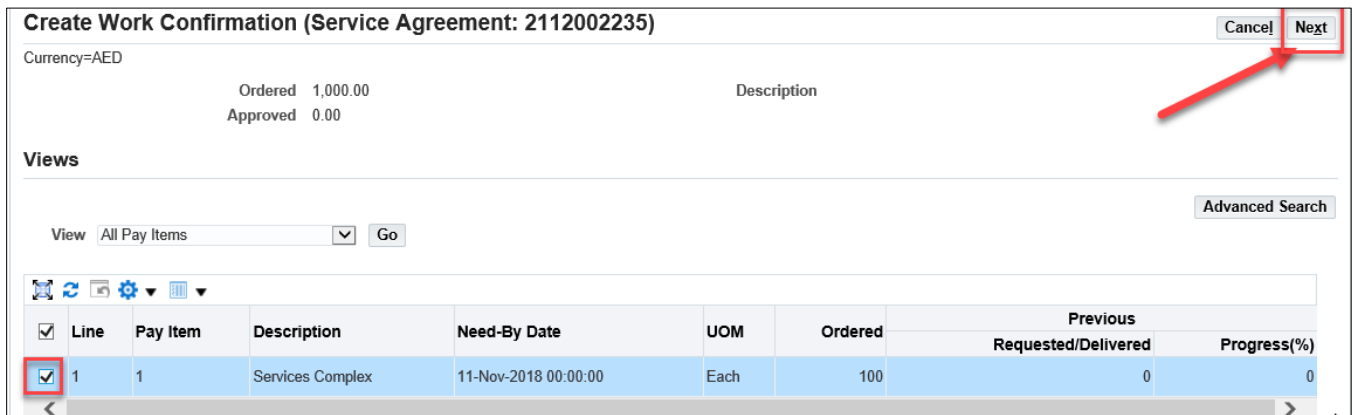 Create Work Confirmation (Service Agreement: 2112002235)
Cancel Next
Currency=AED
Ordered 1,000.00 Description
Approved 0.00
Views
Advanced Search
View All Pay Items Go
Previous
Line Pay Item Description Need-By Date UOM Ordered Requested/Delivered Progress(%)
1 1 Services Complex 11-Nov-2018 00:00:00 Each 100 0 0